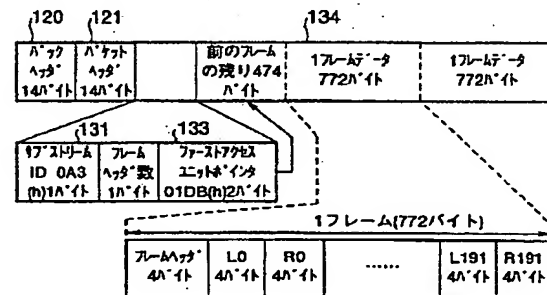 120
121
134
パック
ヘッダ
14バイト
パケット
ヘッダ
14バイト
前のフレーム
の残り474
バイト
1フレームデータ
772バイト
1フレームデータ
772バイト
131
133
サブストリーム
ID 0A3
(h)1バイト
フレーム
ヘッダ数
1バイト
ファーストアクセス
ユニットポインタ
01DB(h)2バイト
1フレーム(772バイト)
フレームヘッダ
4バイト
L0
4バイト
R0
4バイト
……
L191
4バイト
R191
4バイト